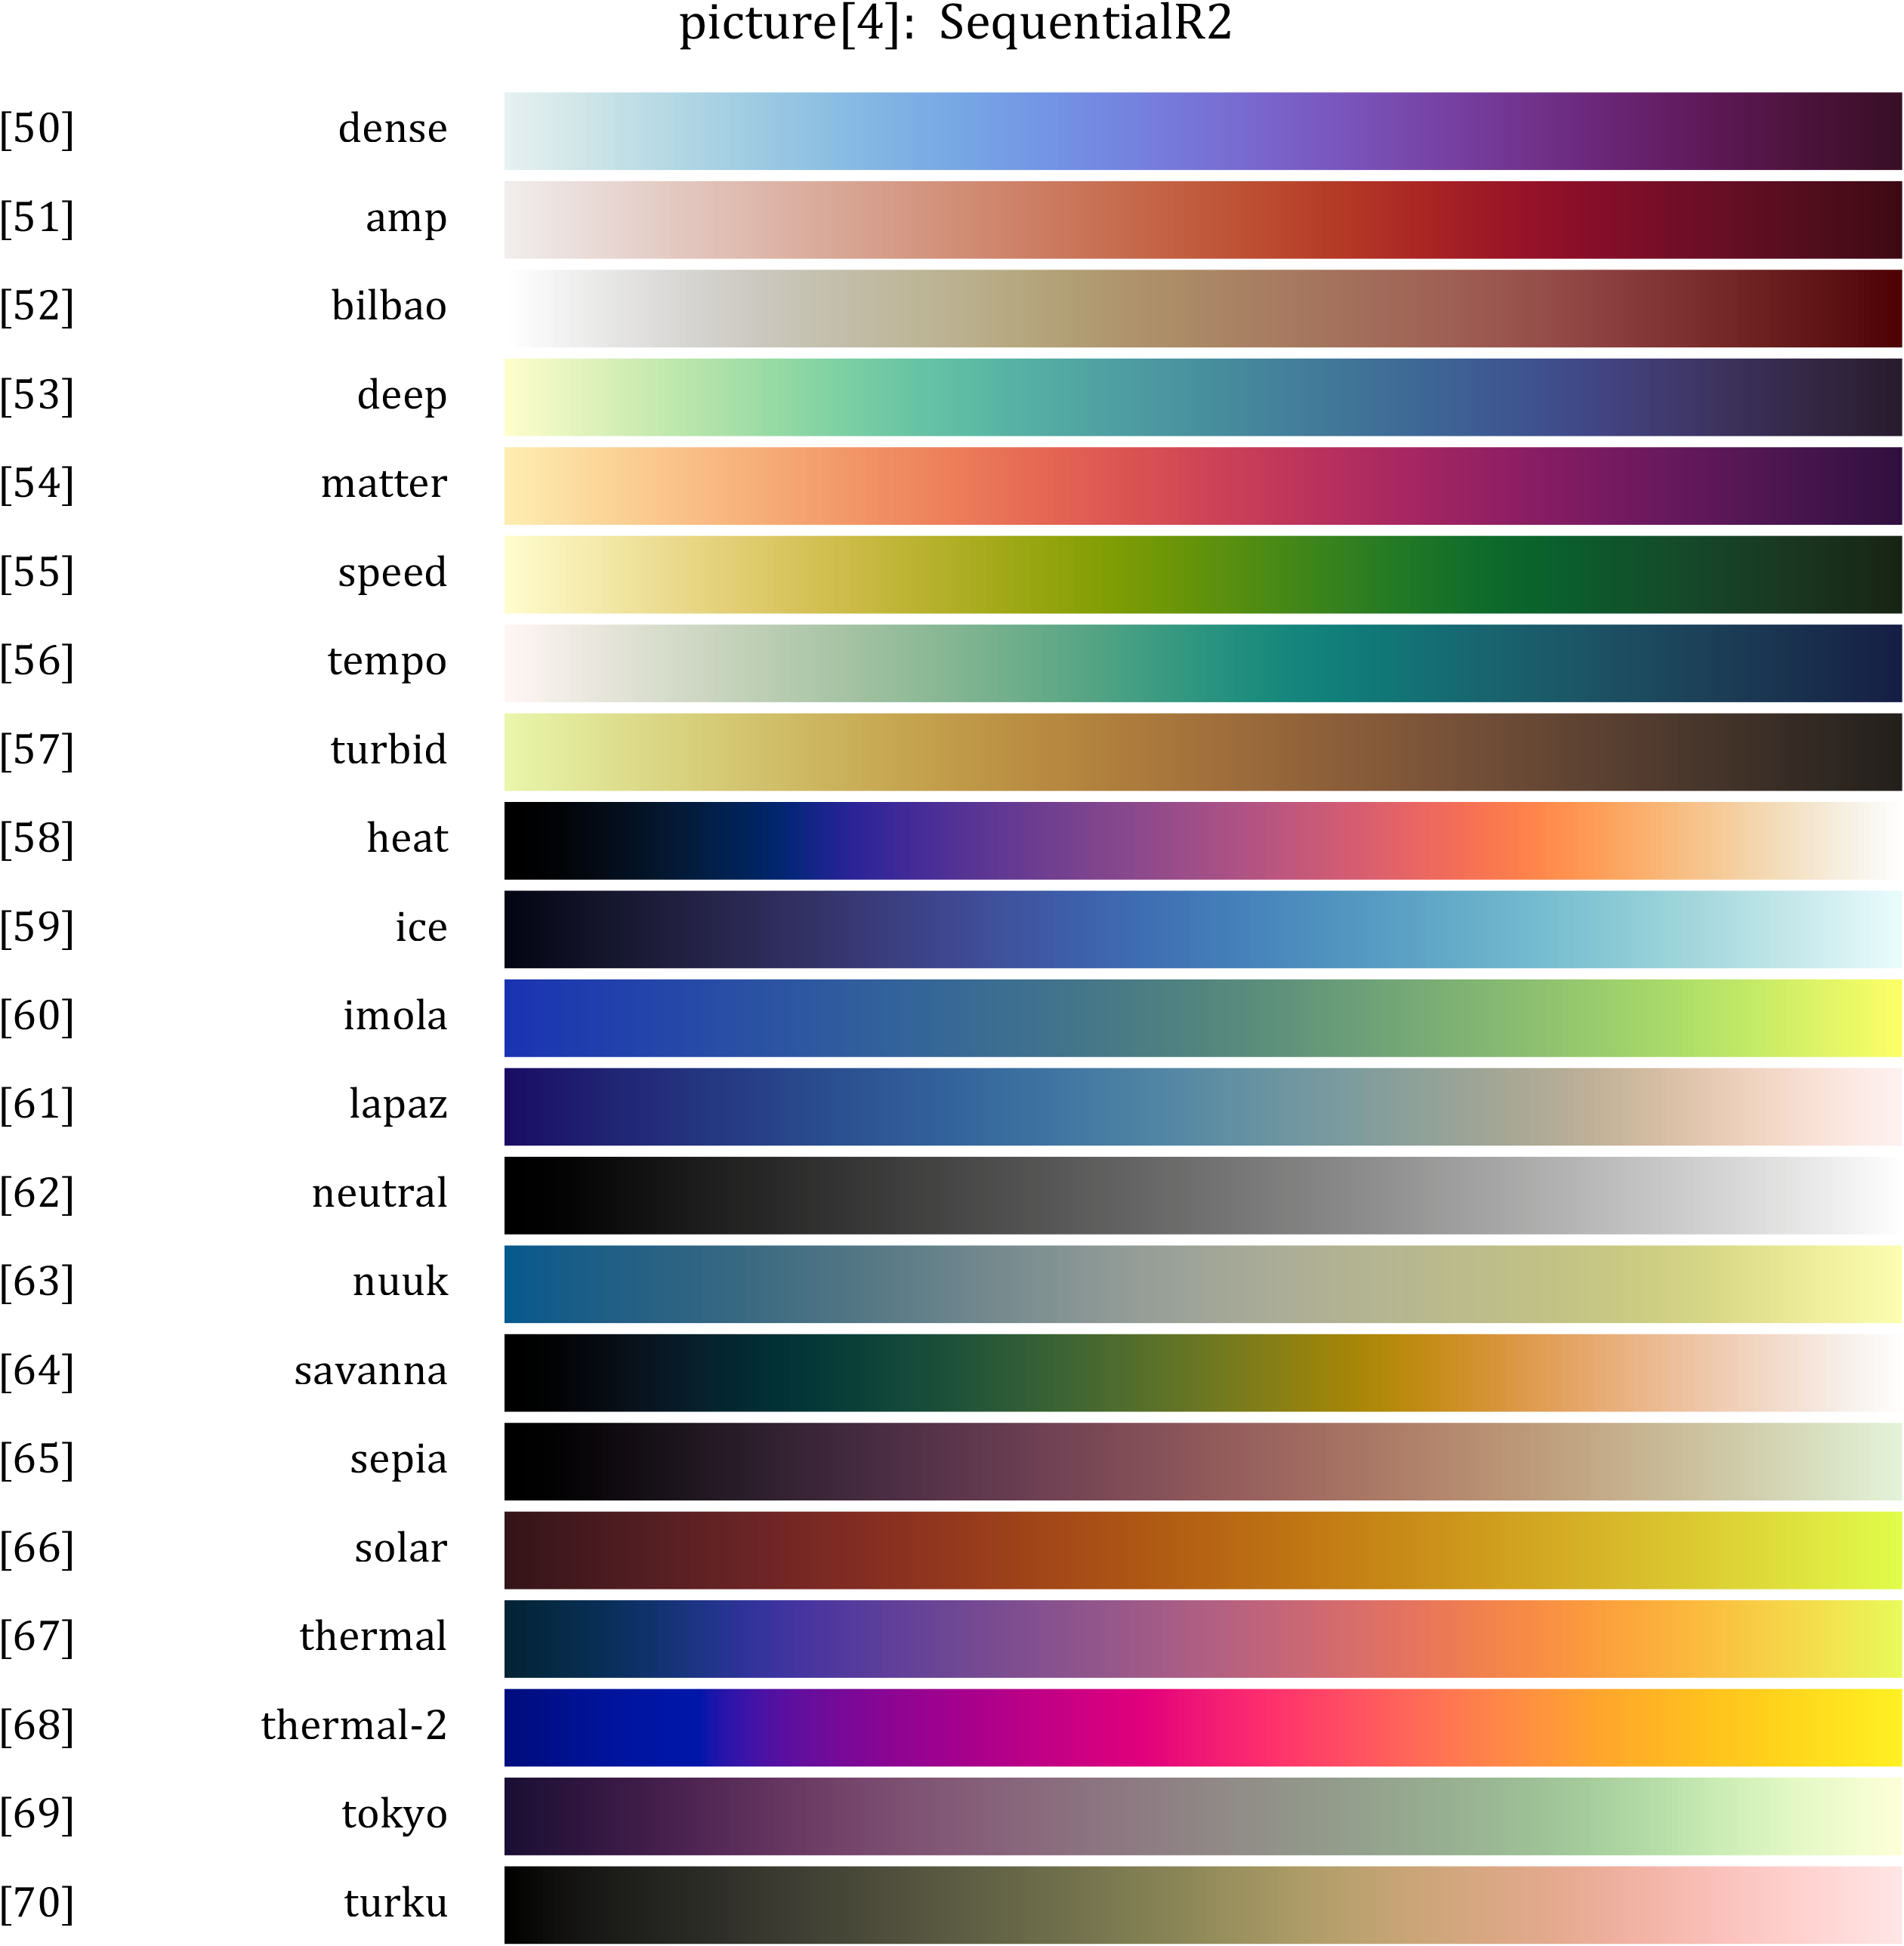 picture[4]: SequentialR2
[50] dense
[51] amp
[52] bilbao
[53] deep
[54] matter
[55] speed
[56] tempo
[57] turbid
[58] heat
[59] ice
[60] imola
[61] lapaz
[62] neutral
[63] nuuk
[64] savanna
[65] sepia
[66] solar
[67] thermal
[68] thermal-2
[69] tokyo
[70] turku